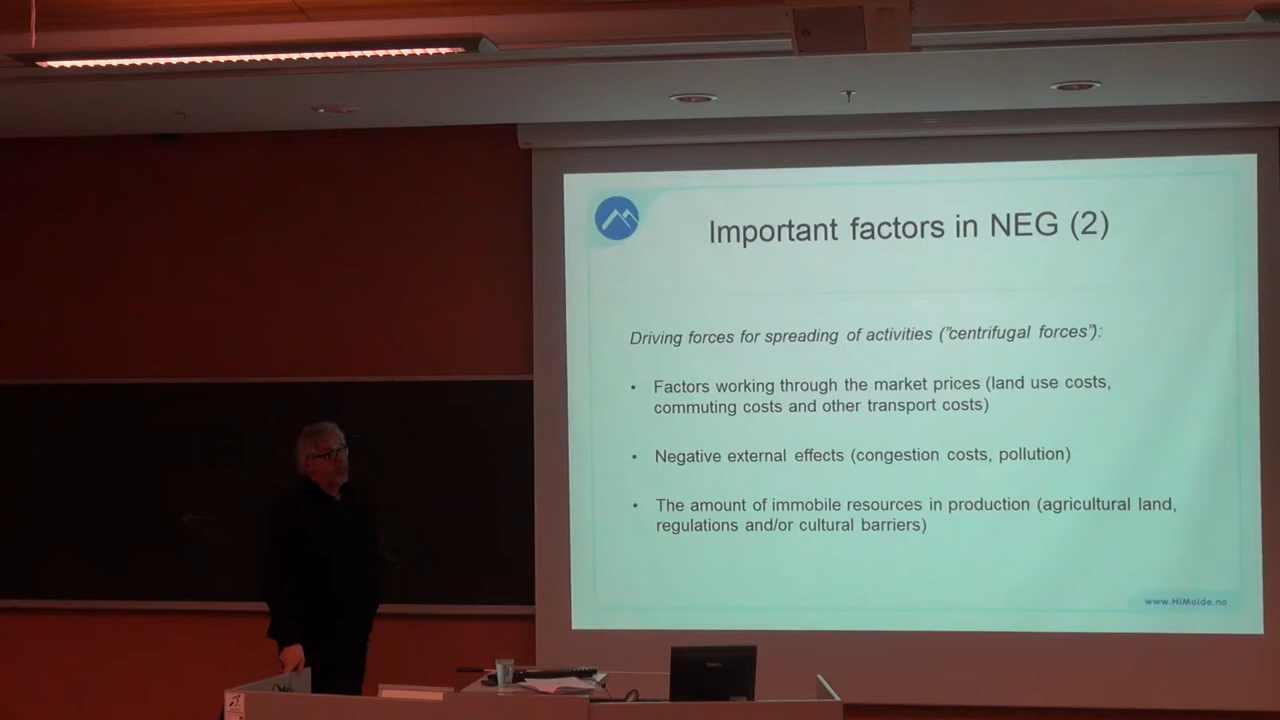 Important factors in NEG (2)
Driving forces for spreading of activities ("centrifugal forces"):
• Factors working through the market prices (land use costs,
commuting costs and other transport costs)
• Negative external effects (congestion costs, pollution)
• The amount of immobile resources in production (agricultural land,
regulations and/or cultural barriers)
www.HiMolde.no